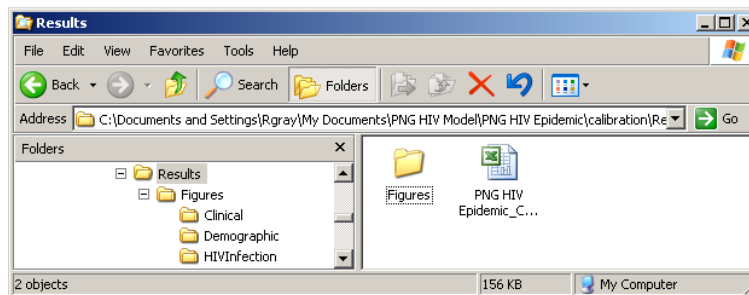 Results
File Edit View Favorites Tools Help
Back Search Folders
Address C:\Documents and Settings\Rgray\My Documents\PNG HIV Model\PNG HIV Epidemic\calibration\Re Go
Folders
Results
Figures
Clinical
Demographic
HIVInfection
Figures
PNG HIV
Epidemic_C...
2 objects 156 KB My Computer